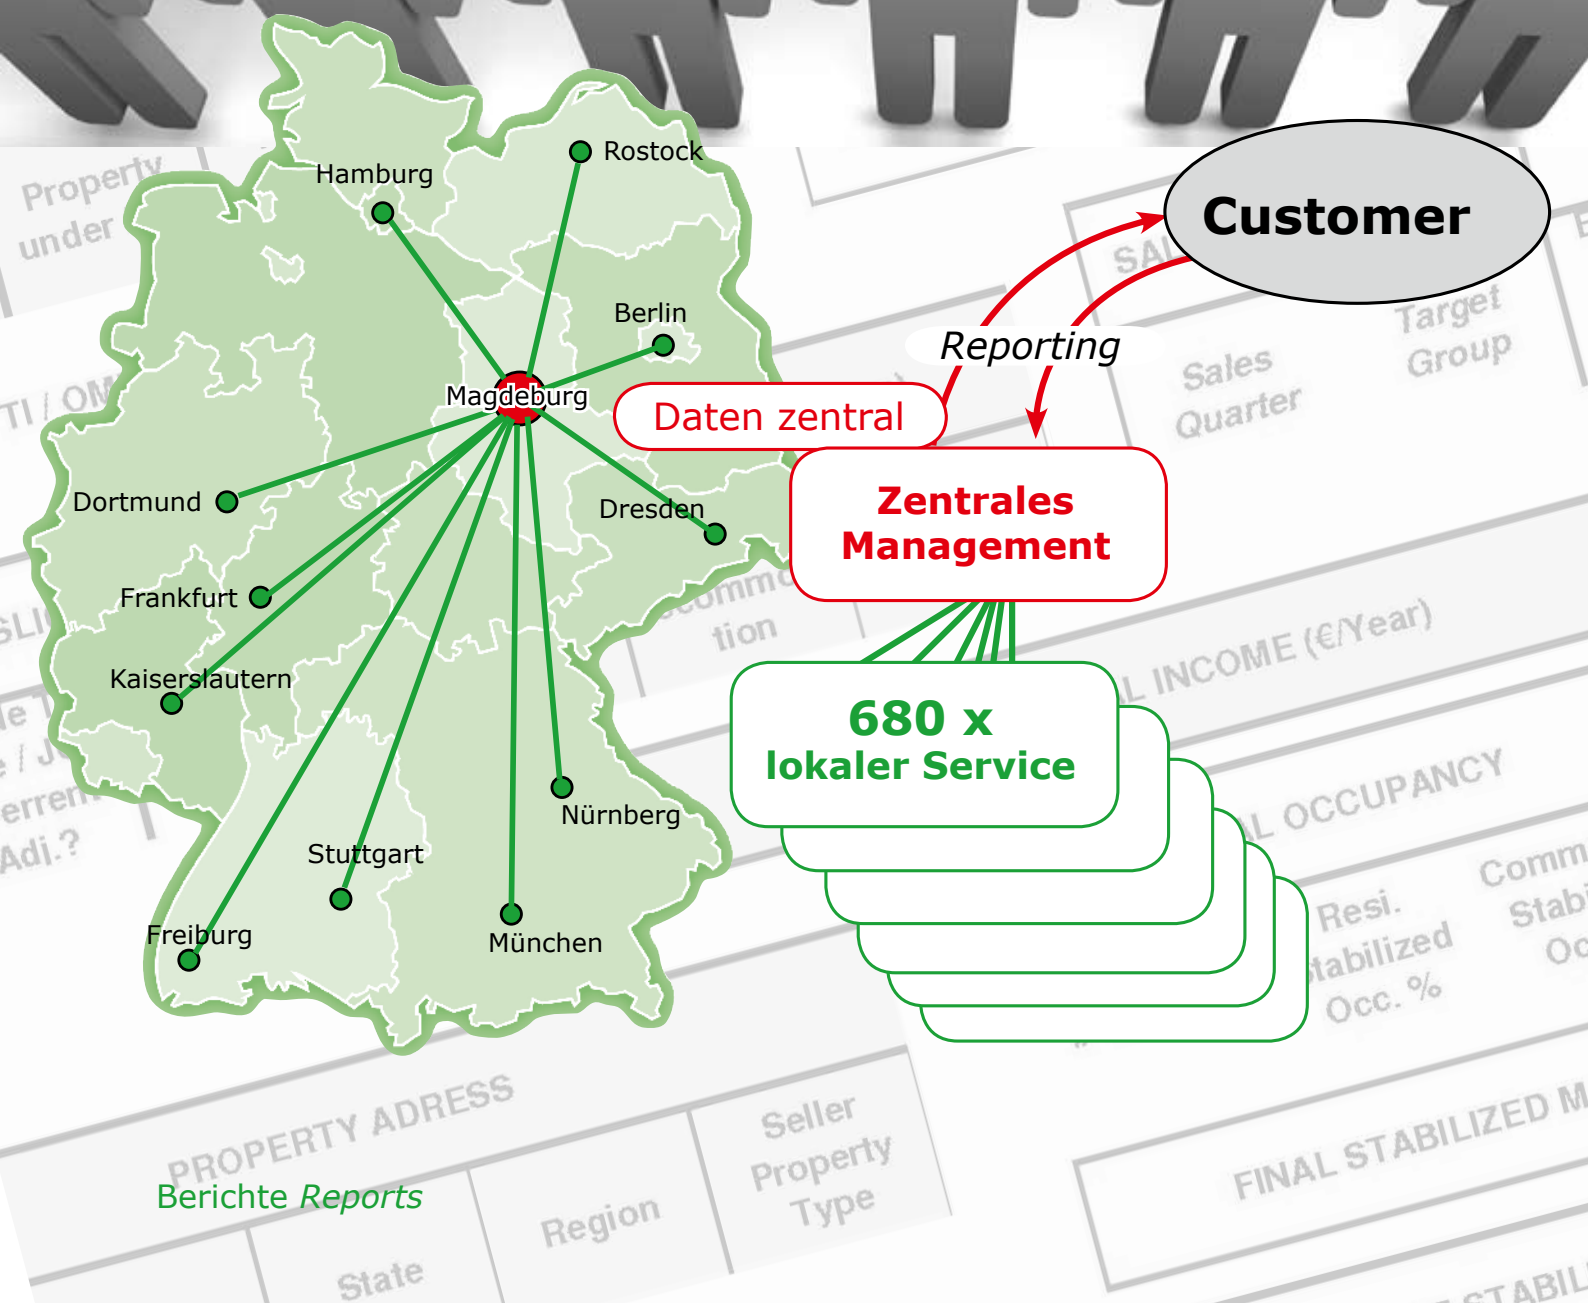 Property
under
Hamburg
Rostock
Customer
Berlin
Reporting
Target
Group
Sales
Quarter
Magdeburg
Daten zentral
Zentrales
Management
Dortmund
Dresden
Frankfurt
tion
Kaiserslautern
INCOME (€/Year)
680 x
lokaler Service
Nürnberg
Adj.?
Stuttgart
OCCUPANCY
Resi.
Occ. %
Freiburg
München
PROPERTY ADRESS
Seller
Property
Type
FINAL STABILIZED
Berichte Reports
Region
State